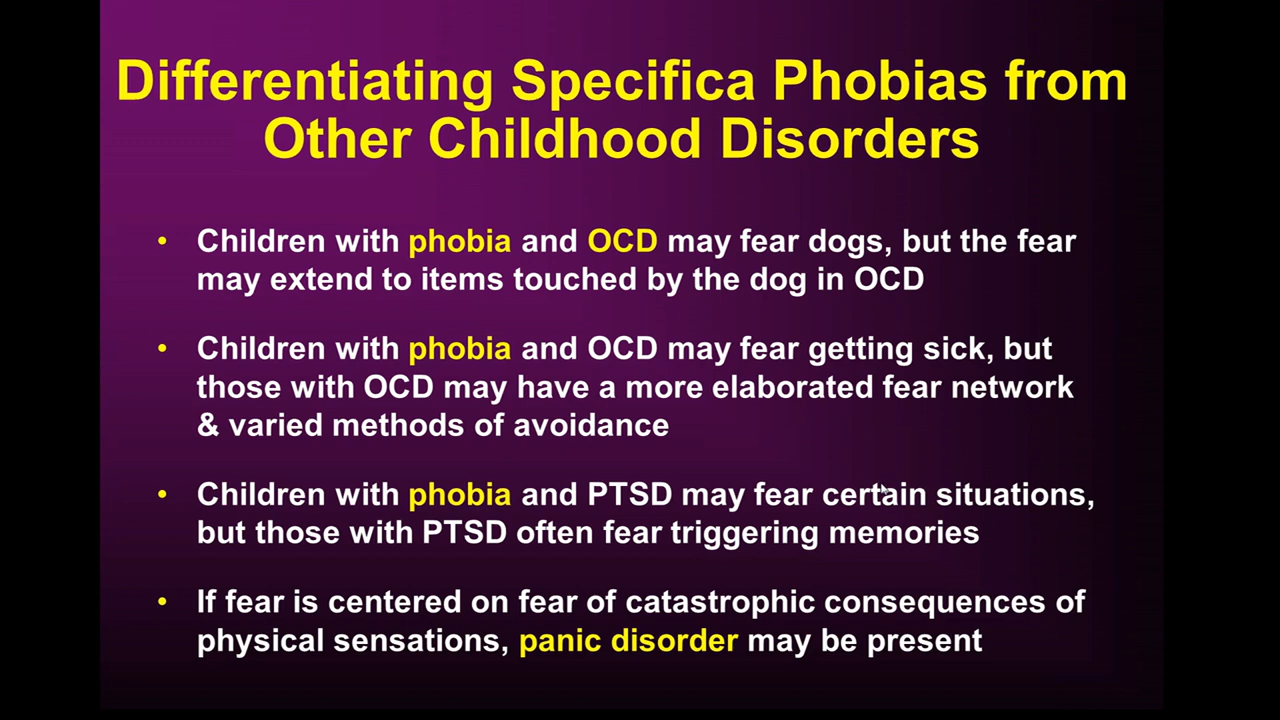 Differentiating Specifica Phobias from
Other Childhood Disorders
• Children with phobia and OCD may fear dogs, but the fear
may extend to items touched by the dog in OCD
• Children with phobia and OCD may fear getting sick, but
those with OCD may have a more elaborated fear network
& varied methods of avoidance
• Children with phobia and PTSD may fear certain situations,
but those with PTSD often fear triggering memories
• If fear is centered on fear of catastrophic consequences of
physical sensations, panic disorder may be present